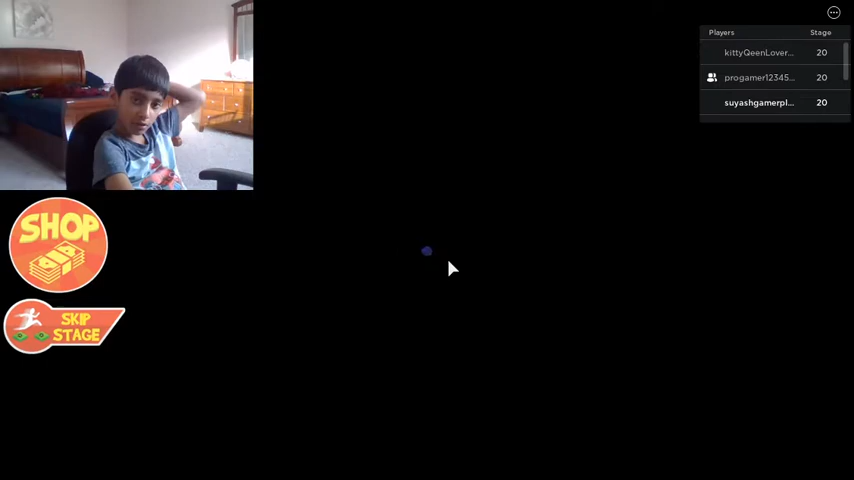 Players Stage
kittyQeenLover... 20
progamer12345... 20
suyashgamerpl... 20
SHOP
SKIP
STAGE